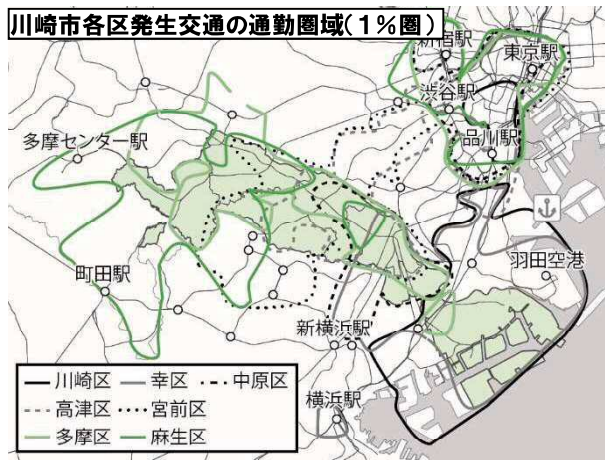 川崎市各区発生交通の通勤圏域（1％圏）
新宿駅
東京駅
渋谷駅
多摩センター駅
品川駅
町田駅
羽田空港
新横浜駅
横浜駅
川崎区 幸区 中原区
高津区 宮前区
多摩区 麻生区